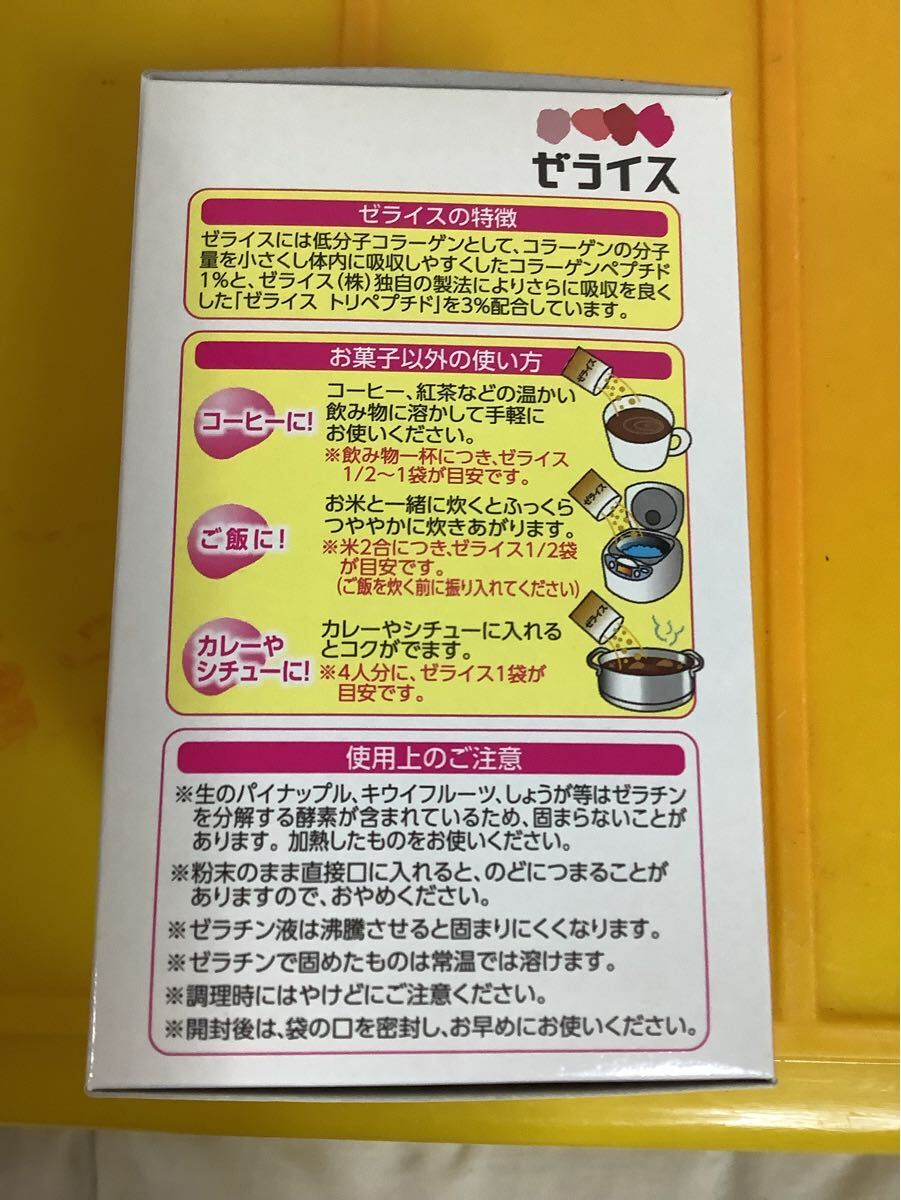 ゼライス
ゼライスの特徴
ゼライスには低分子コラーゲンとして、コラーゲンの分子
量を小さくし体内に吸収しやすくしたコラーゲンペプチド
1%と、ゼライス(株)独自の製法によりさらに吸収を良く
した「ゼライス トリペプチド」を3%配合しています。
お菓子以外の使い方
コーヒーに!
コーヒー、紅茶などの温かい
飲み物に溶かして手軽に
お使いください。
※飲み物一杯につき、ゼライス
1/2〜1袋が目安です。
ゼライス
ご飯に!
お米と一緒に炊くとふっくら
つややかに炊きあがります。
※米2合につき、ゼライス1/2袋
が目安です。
(ご飯を炊く前に振り入れてください)
ゼライス
カレーや
シチューに!
カレーやシチューに入れる
とコクがでます。
※4人分に、ゼライス1袋が
目安です。
ゼライス
使用上のご注意
※生のパイナップル、キウイフルーツ、しょうが等はゼラチン
を分解する酵素が含まれているため、固まらないことが
あります。加熱したものをお使いください。
※粉末のまま直接口に入れると、のどにつまることが
ありますので、おやめください。
※ゼラチン液は沸騰させると固まりにくくなります。
※ゼラチンで固めたものは常温では溶けます。
※調理時にはやけどにご注意ください。
※開封後は、袋の口を密封し、お早めにお使いください。